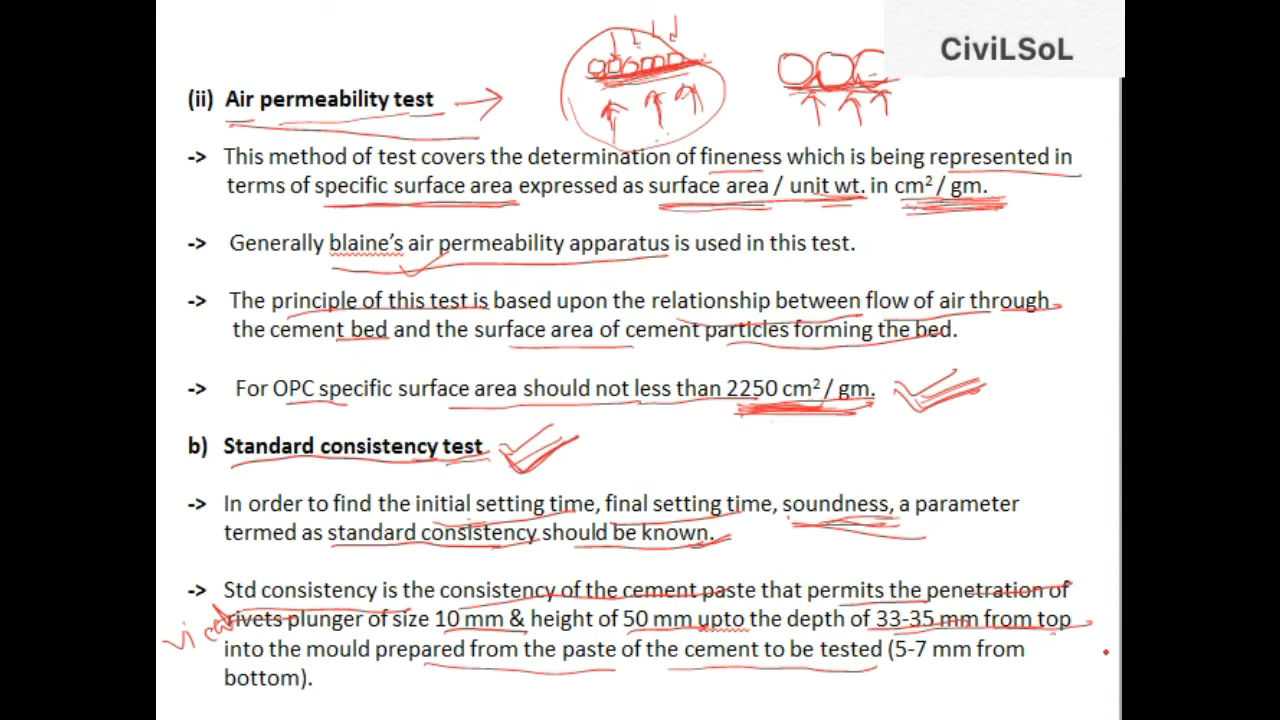 CiviLSoL
(ii) Air permeability test
-> This method of test covers the determination of fineness which is being represented in
terms of specific surface area expressed as surface area / unit wt. in cm²/ gm.
-> Generally blaine's air permeability apparatus is used in this test.
-> The principle of this test is based upon the relationship between flow of air through
the cement bed and the surface area of cement particles forming the bed.
-> For OPC specific surface area should not less than 2250 cm²/ gm.
b) Standard consistency test
-> In order to find the initial setting time, final setting time, soundness, a parameter
termed as standard consistency should be known.
-> Std consistency is the consistency of the cement paste that permits the penetration of
vicat rivets plunger of size 10 mm & height of 50 mm upto the depth of 33-35 mm from top
into the mould prepared from the paste of the cement to be tested (5-7 mm from
bottom).